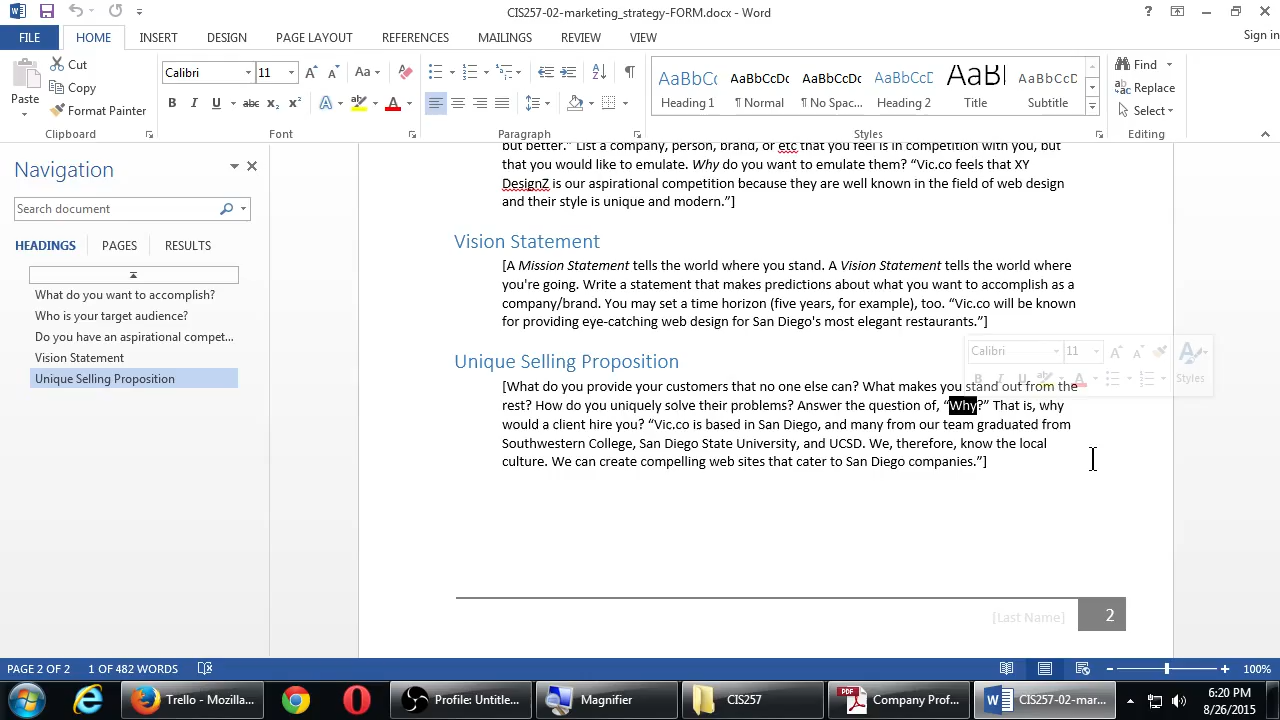 CIS257-02-marketing_strategy-FORM.docx - Word
Sign in
FILE HOME INSERT DESIGN PAGE LAYOUT REFERENCES MAILINGS REVIEW VIEW
Paste
Cut
Copy
Format Painter
Clipboard
Calibri 11
Font
Paragraph
AaBbCc AaBbCcDc AaBbCcDc AaBbCcD AaB AaBbCcD
Heading 1 ¶ Normal ¶ No Spac... Heading 2 Title Subtitle
Styles
Find
Replace
Select
Editing
Navigation
Search document
HEADINGS PAGES RESULTS
What do you want to accomplish?
Who is your target audience?
Do you have an aspirational compet...
Vision Statement
Unique Selling Proposition
but better.” List a company, person, brand, or etc that you feel is in competition with you, but
that you would like to emulate. Why do you want to emulate them? “Vic.co feels that XY
DesignZ is our aspirational competition because they are well known in the field of web design
and their style is unique and modern.”]
Vision Statement
[A Mission Statement tells the world where you stand. A Vision Statement tells the world where
you're going. Write a statement that makes predictions about what you want to accomplish as a
company/brand. You may set a time horizon (five years, for example), too. “Vic.co will be known
for providing eye-catching web design for San Diego's most elegant restaurants.”]
Unique Selling Proposition
Calibri 11
Styles
[What do you provide your customers that no one else can? What makes you stand out from the
rest? How do you uniquely solve their problems? Answer the question of, “Why?” That is, why
would a client hire you? “Vic.co is based in San Diego, and many from our team graduated from
Southwestern College, San Diego State University, and UCSD. We, therefore, know the local
culture. We can create compelling web sites that cater to San Diego companies.”]
[Last Name] 2
PAGE 2 OF 2 1 OF 482 WORDS 100%
Trello - Mozilla... Profile: Untitle... Magnifier CIS257 Company Prof... CIS257-02-mar...
6:20 PM
8/26/2015